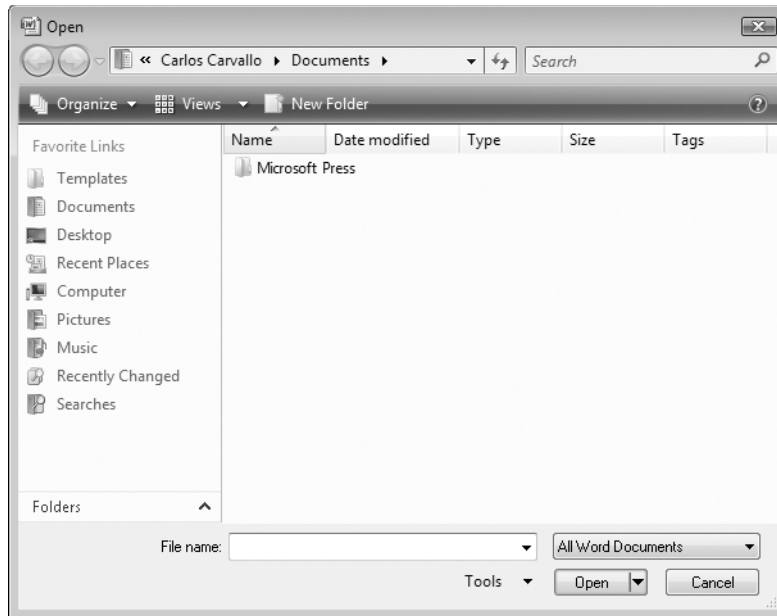 Open
« Carlos Carvallo ▸ Documents ▸ Search
Organize Views New Folder
Favorite Links
Templates
Documents
Desktop
Recent Places
Computer
Pictures
Music
Recently Changed
Searches
Folders
Name Date modified Type Size Tags
Microsoft Press
File name: All Word Documents
Tools Open Cancel